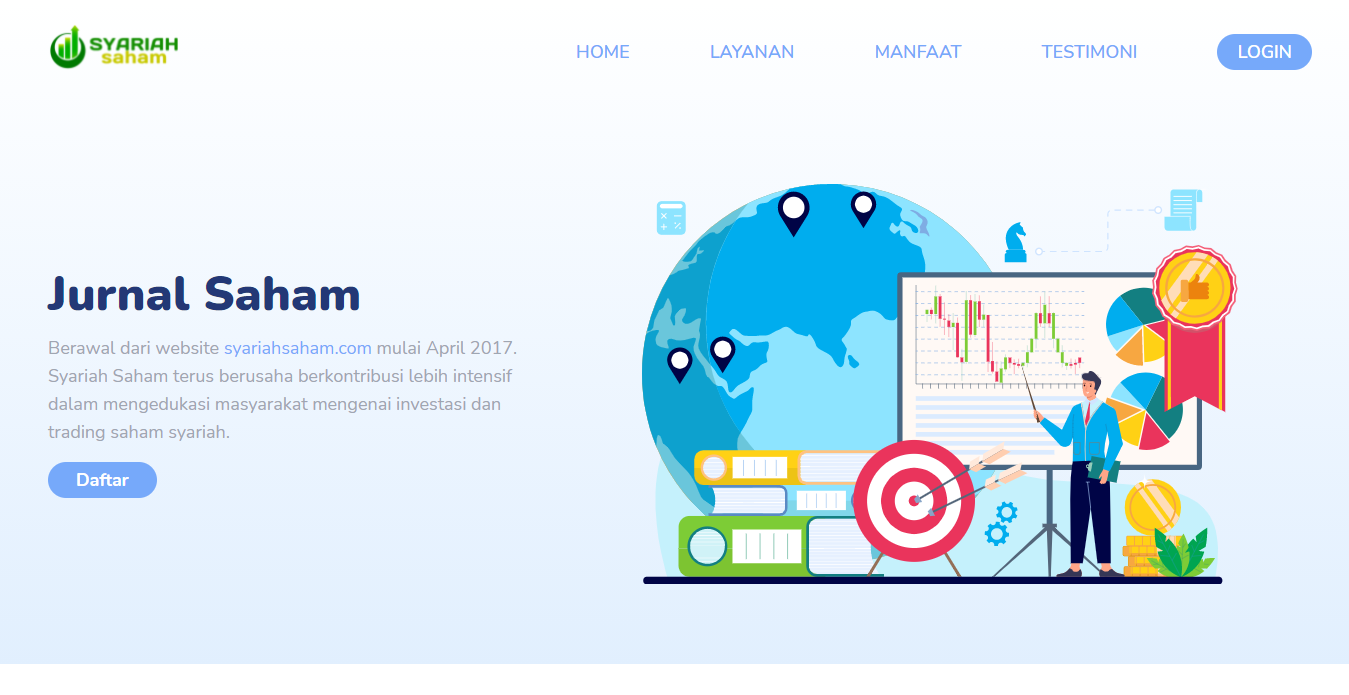 SYARIAH
saham
HOME
LAYANAN
MANFAAT
TESTIMONI
LOGIN
Jurnal Saham
Berawal dari website syariahsaham.com mulai April 2017.
Syariah Saham terus berusaha berkontribusi lebih intensif
dalam mengedukasi masyarakat mengenai investasi dan
trading saham syariah.
Daftar